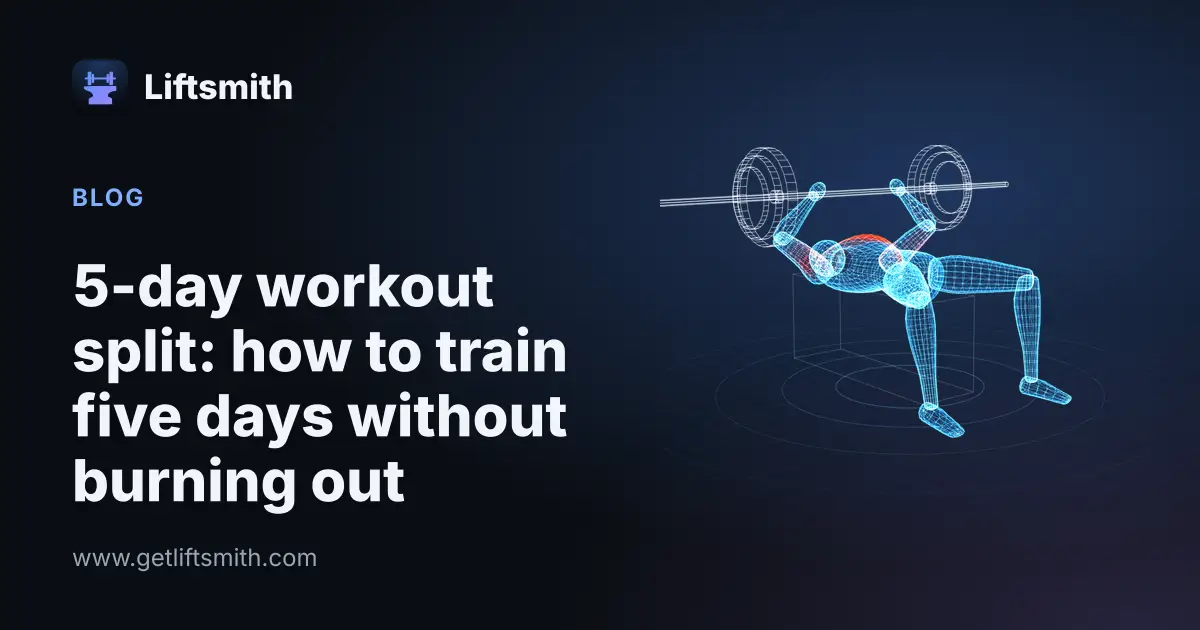 Liftsmith
BLOG
5-day workout
split: how to train
five days without
burning out
www.getliftsmith.com